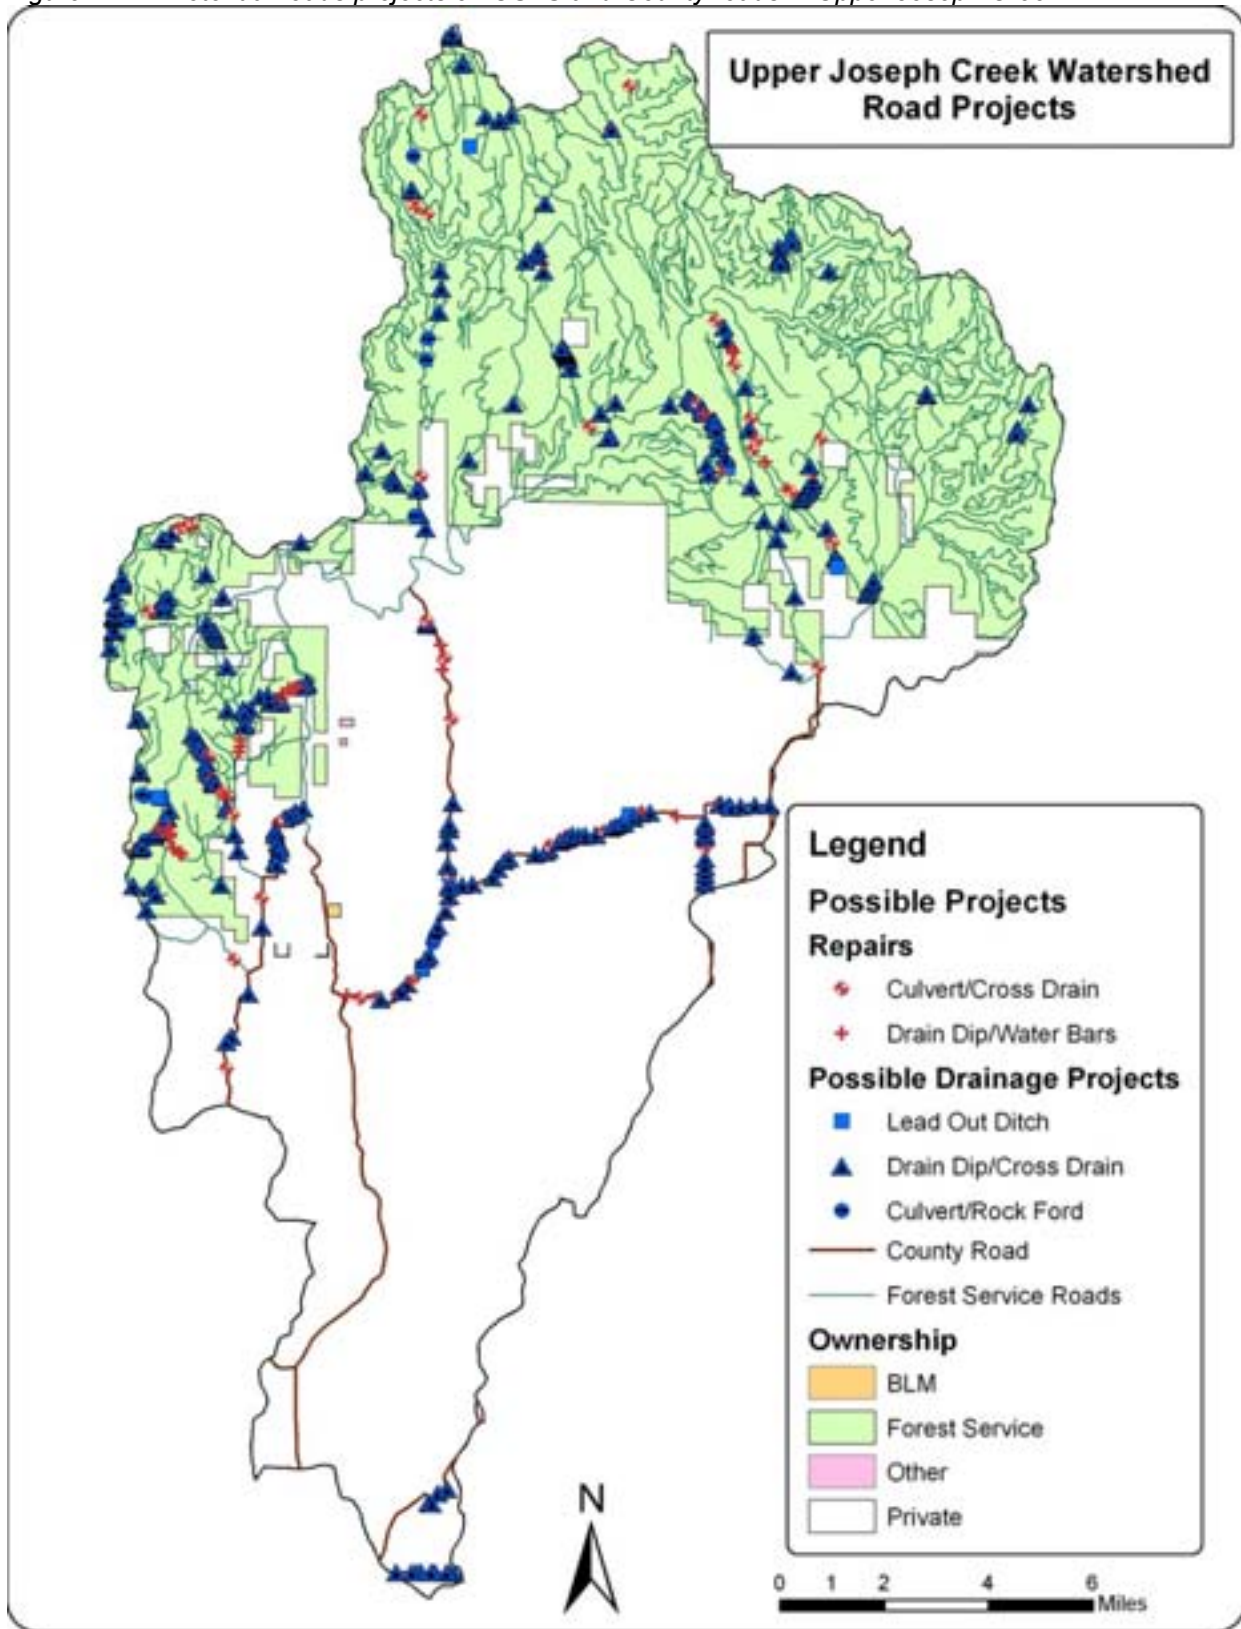 Upper Joseph Creek Watershed
Road Projects
Legend
Possible Projects
Repairs
Culvert/Cross Drain
Drain Dip/Water Bars
Possible Drainage Projects
Lead Out Ditch
Drain Dip/Cross Drain
Culvert/Rock Ford
County Road
Forest Service Roads
Ownership
BLM
Forest Service
Other
Private
N
0 1 2 4 6
Miles